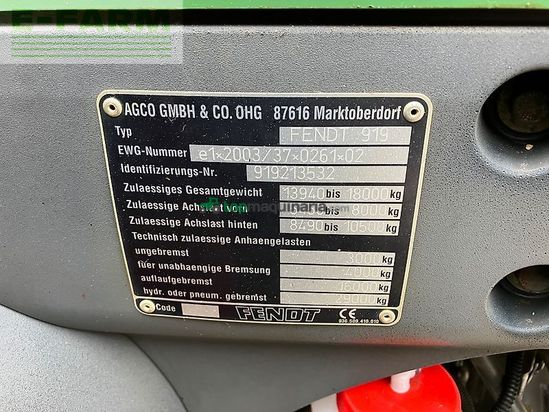 E-FARM
AGCO GMBH & CO. OHG 87616 Marktoberdorf
Typ FENDT 919
EWG-Nummer e1*2003/37*0261*02
Identifizierungs-Nr. 919213532
Zulaessiges Gesamtgewicht 13940 bis 18000 kg
Zulaessige Achslast vorn bis 8000 kg
Zulaessige Achslast hinten 8490 bis 10500 kg
Technisch zulaessige Anhaengelasten
ungebremst 3000 kg
fuer unabhaengige Bremsung 4000 kg
auflaufgebremst kg
hydr. oder pneum. gebremst 29000 kg
Code FENDT CE